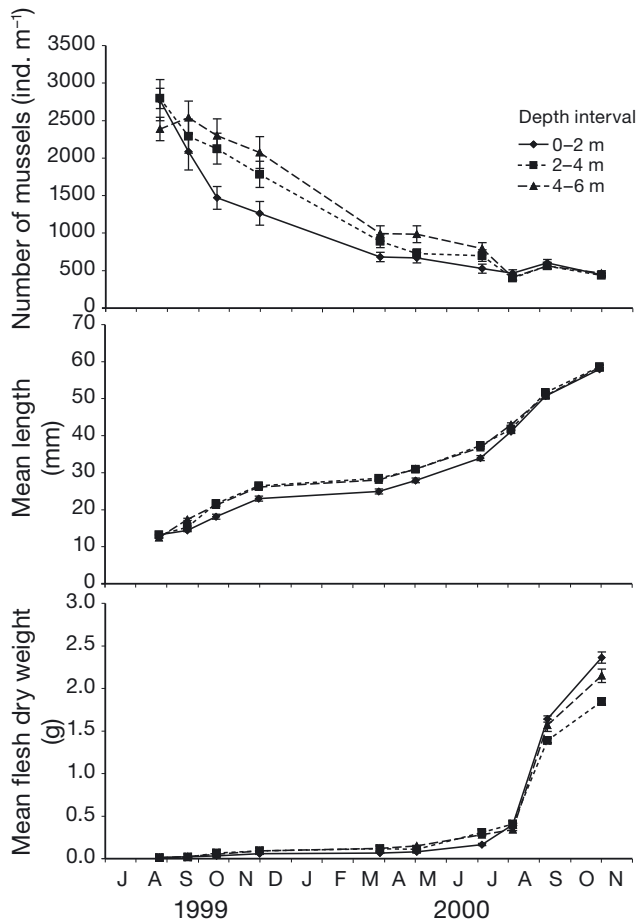 Number of mussels (ind. m⁻¹)
3500
3000
2500
2000
1500
1000
500
0
Depth interval
0–2 m
2–4 m
4–6 m
Mean length
(mm)
70
60
50
40
30
20
10
0
Mean flesh dry weight
(g)
3.0
2.5
2.0
1.5
1.0
0.5
0.0
J A S O N D J F M A M J J A S O N
1999 2000